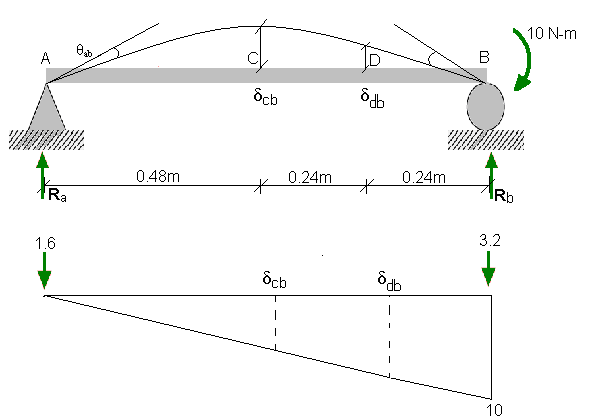 10 N-m
θab
A
C
D
B
δcb
δdb
0.48m
0.24m
0.24m
Ra
Rb
1.6
3.2
δcb
δdb
10